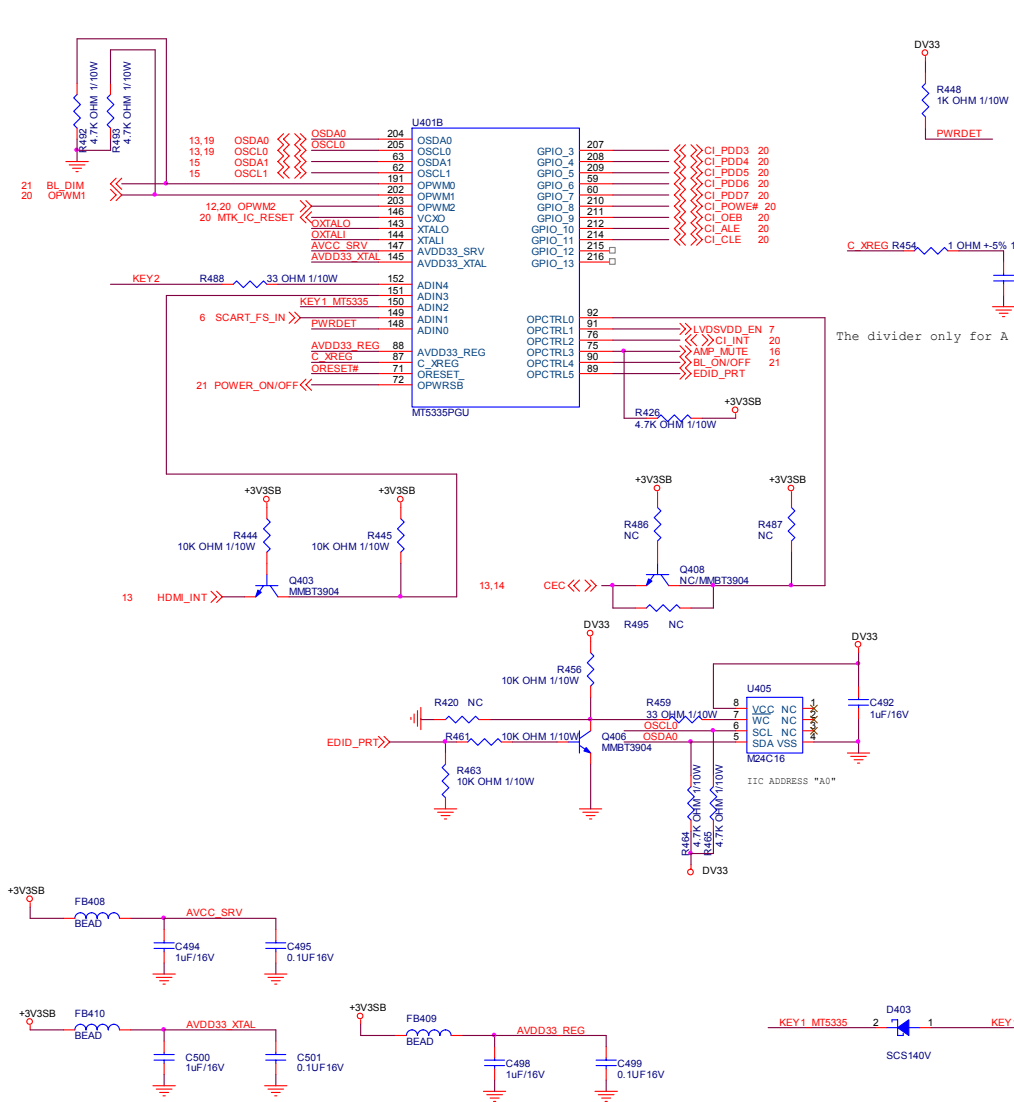 DV33
R448
1K OHM 1/10W
PWRDET
R492
4.7K OHM 1/10W
R493
4.7K OHM 1/10W
U401B
13,19 OSDA0 OSDA0 204 OSDA0
13,19 OSCL0 OSCL0 205 OSCL0
15 OSDA1 63 OSDA1
15 OSCL1 62 OSCL1
21 BL_DIM 191 OPWM0
20 OPWM1 202 OPWM1
12,20 OPWM2 203 OPWM2
20 MTK_IC_RESET 146 VCXO
OXTALO 143 XTALO
OXTALI 144 XTALI
AVCC_SRV 147 AVDD33_SRV
AVDD33_XTAL 145 AVDD33_XTAL
KEY2 R488 33 OHM 1/10W 152 ADIN4
151 ADIN3
KEY1_MT5335 150 ADIN2
6 SCART_FS_IN 149 ADIN1
PWRDET 148 ADIN0
AVDD33_REG 88 AVDD33_REG
C_XREG 87 C_XREG
ORESET# 71 ORESET_
21 POWER_ON/OFF 72 OPWRSB
MT5335PGU
GPIO_3 207 CI_PDD3 20
GPIO_4 208 CI_PDD4 20
GPIO_5 209 CI_PDD5 20
GPIO_6 59 CI_PDD6 20
GPIO_7 60 CI_PDD7 20
GPIO_8 210 CI_POWE# 20
GPIO_9 211 CI_OEB 20
GPIO_10 212 CI_ALE 20
GPIO_11 214 CI_CLE 20
GPIO_12 215
GPIO_13 216
OPCTRL0 92
OPCTRL1 91 LVDSVDD_EN 7
OPCTRL2 76 CI_INT 20
OPCTRL3 75 AMP_MUTE 16
OPCTRL4 90 BL_ON/OFF 21
OPCTRL5 89 EDID_PRT
C_XREG R454 1 OHM +-5% 1
The divider only for A
+3V3SB
R426
4.7K OHM 1/10W
+3V3SB
+3V3SB
R444
10K OHM 1/10W
R445
10K OHM 1/10W
Q403
MMBT3904
13 HDMI_INT
+3V3SB
+3V3SB
R486
NC
R487
NC
Q408
NC/MMBT3904
13,14 CEC
R495 NC
DV33
R456
10K OHM 1/10W
R420 NC
R459
33 OHM 1/10W
EDID_PRT
R461 10K OHM 1/10W
Q406
MMBT3904
R463
10K OHM 1/10W
OSCL0
OSDA0
U405
8 VCC NC 1
7 WC NC 2
6 SCL NC 3
5 SDA VSS 4
M24C16
IIC ADDRESS "A0"
DV33
C492
1uF/16V
R464
4.7K OHM 1/10W
R465
4.7K OHM 1/10W
DV33
+3V3SB
FB408
BEAD
AVCC_SRV
C494
1uF/16V
C495
0.1UF16V
+3V3SB
FB410
BEAD
AVDD33_XTAL
C500
1uF/16V
C501
0.1UF16V
+3V3SB
FB409
BEAD
AVDD33_REG
C498
1uF/16V
C499
0.1UF16V
D403
KEY1_MT5335 2 1 KEY
SCS140V